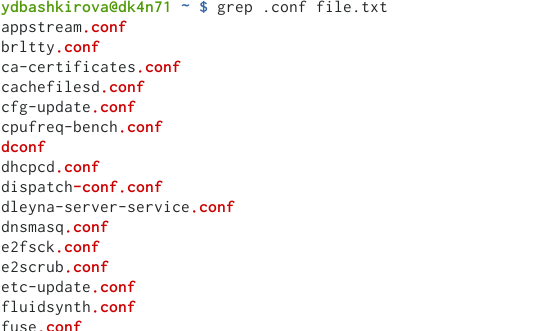 ydbashkirova@dk4n71 ~ $ grep .conf file.txt
appstream.conf
brltty.conf
ca-certificates.conf
cachefilesd.conf
cfg-update.conf
cpufreq-bench.conf
dconf
dhcpcd.conf
dispatch-conf.conf
dleyna-server-service.conf
dnsmasq.conf
e2fsck.conf
e2scrub.conf
etc-update.conf
fluidsynth.conf
fuse.conf